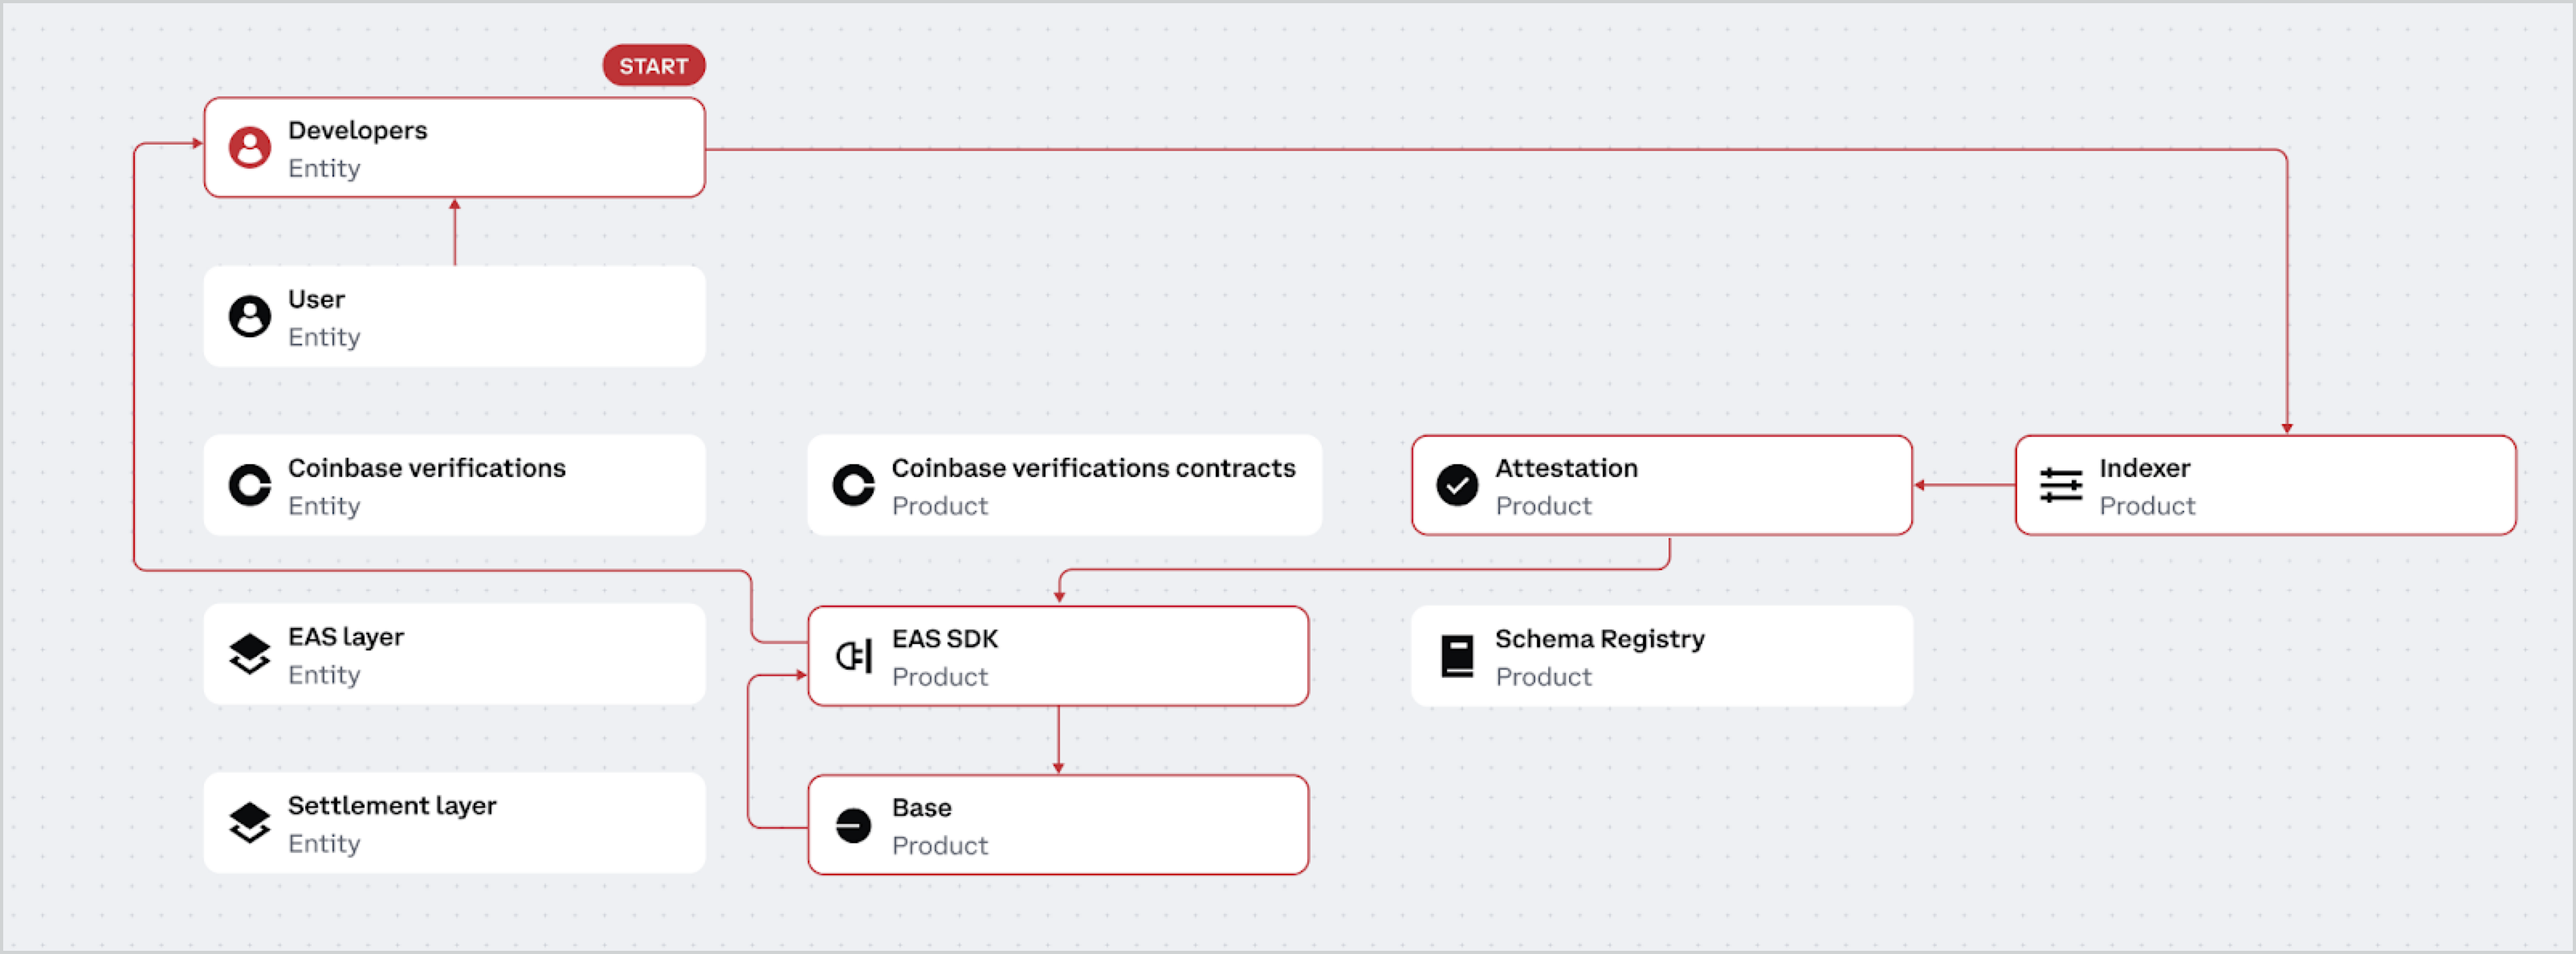 START
Developers
Entity
User
Entity
Coinbase verifications
Entity
Coinbase verifications contracts
Product
Attestation
Product
Indexer
Product
EAS layer
Entity
EAS SDK
Product
Schema Registry
Product
Settlement layer
Entity
Base
Product